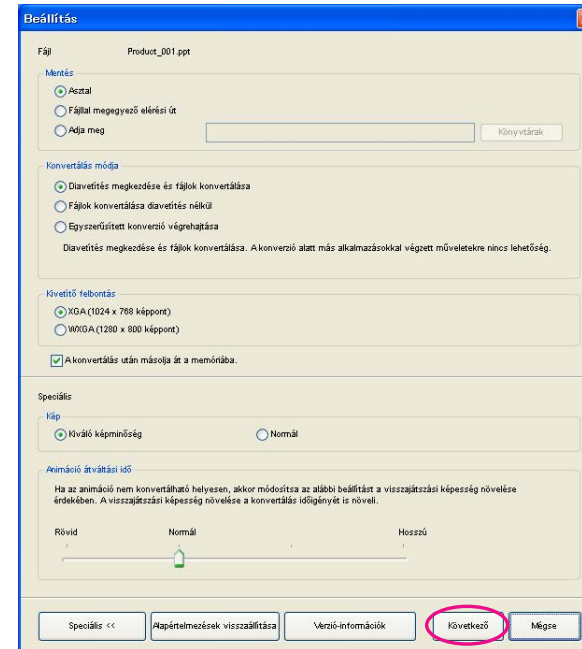 Beállítás
Fájl Product_001.ppt
Mentés
Asztal
Fájllal megegyező elérési út
Adja meg Könyvtárak
Konvertálás módja
Diavetítés megkezdése és fájlok konvertálása
Fájlok konvertálása diavetítés nélkül
Egyszerűsített konverzió végrehajtása
Diavetítés megkezdése és fájlok konvertálása. A konverzió alatt más alkalmazásokkal végzett műveletekre nincs lehetőség.
Kivetítő felbontás
XGA (1024 x 768 képpont)
WXGA (1280 x 800 képpont)
A konvertálás után másolja át a memóriába.
Speciális
Kép
Kiváló képminőség Normál
Animáció átváltási idő
Ha az animáció nem konvertálható helyesen, akkor módosítsa az alábbi beállítást a visszajátszási képesség növelése
érdekében. A visszajátszási képesség növelése a konvertálás időigényét is növeli.
Rövid Normál Hosszú
Speciális << Alapértelmezések visszaállítása Verzió-információk Következő Mégse